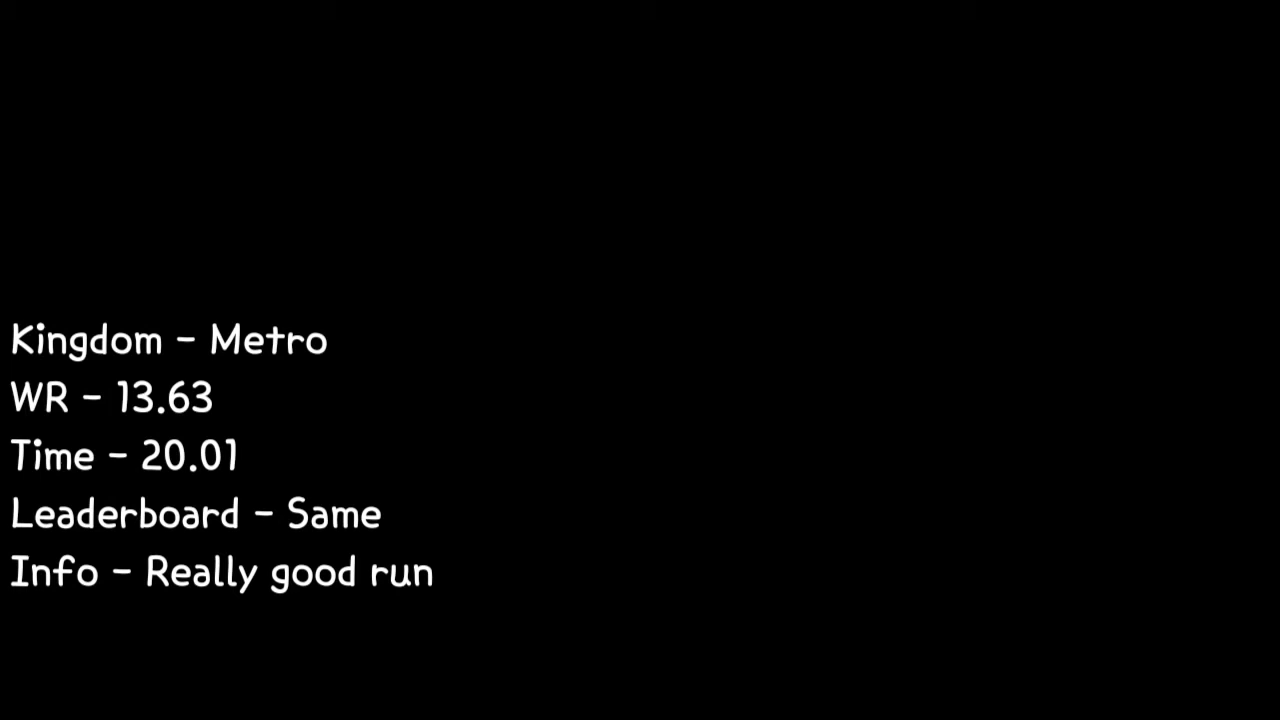 Kingdom - Metro
WR - 13.63
Time - 20.01
Leaderboard - Same
Info - Really good run